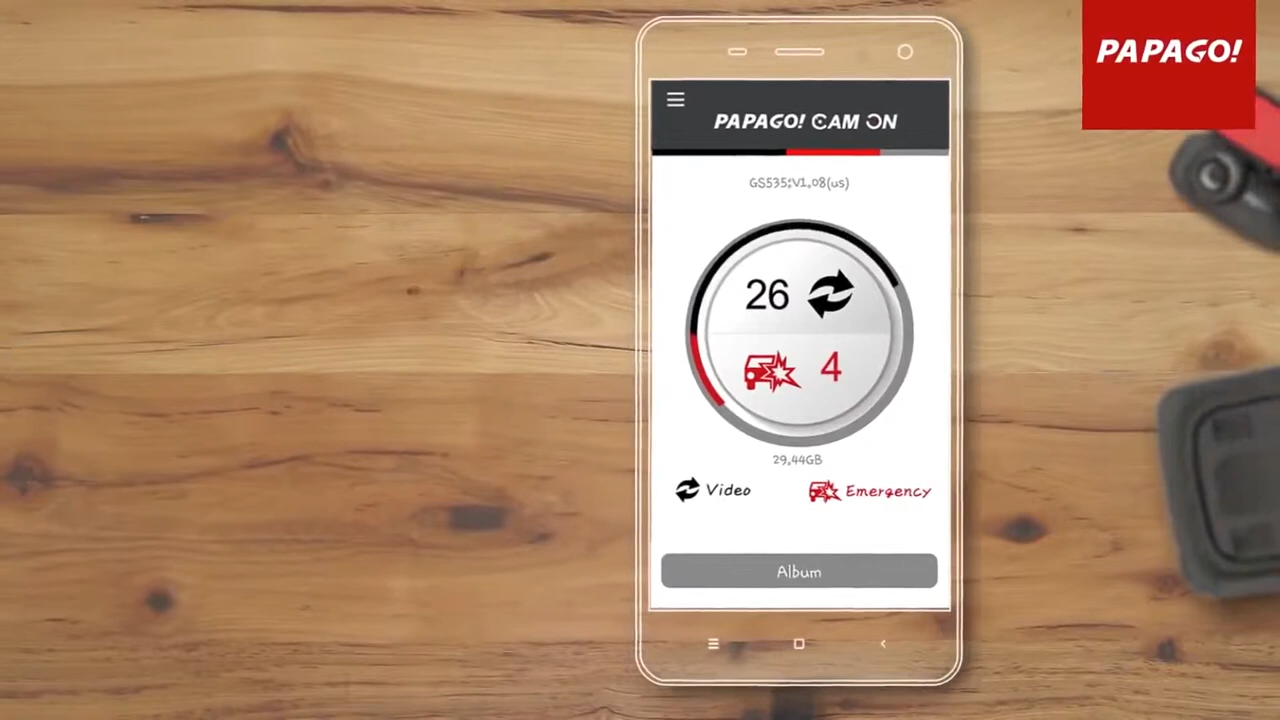 PAPAGO!
PAPAGO! CAM ON
GS535:V1.08(us)
26
4
29.44GB
Video
Emergency
Album